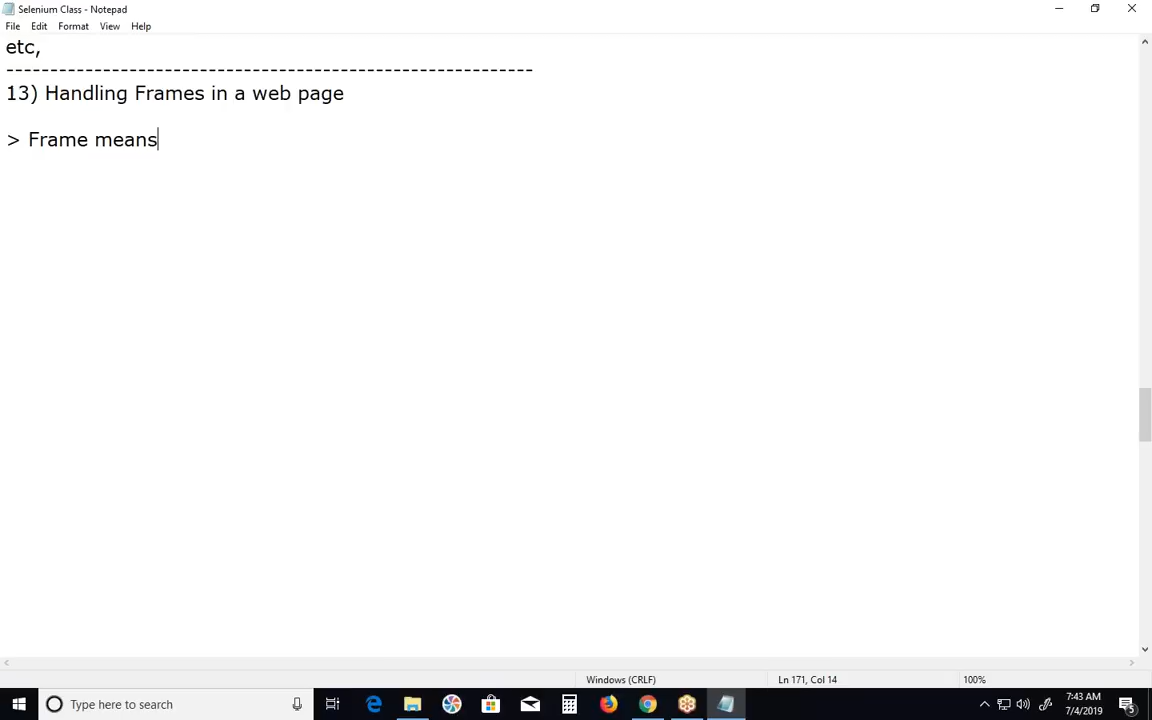 Selenium Class - Notepad
File Edit Format View Help
etc,
------------------------------------------------------------
13) Handling Frames in a web page
> Frame means
Windows (CRLF) Ln 171, Col 14 100%
Type here to search 7:43 AM
7/4/2019 5